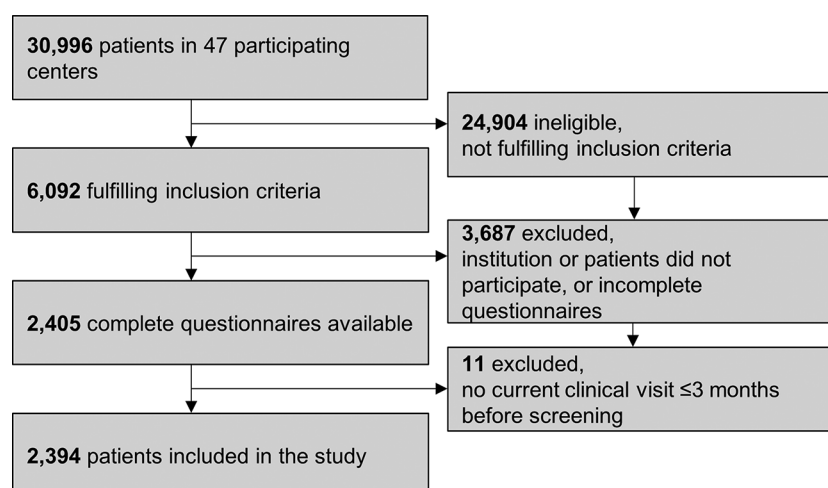 30,996 patients in 47 participating
centers
24,904 ineligible,
not fulfilling inclusion criteria
6,092 fulfilling inclusion criteria
3,687 excluded,
institution or patients did not
participate, or incomplete
questionnaires
2,405 complete questionnaires available
11 excluded,
no current clinical visit ≤3 months
before screening
2,394 patients included in the study